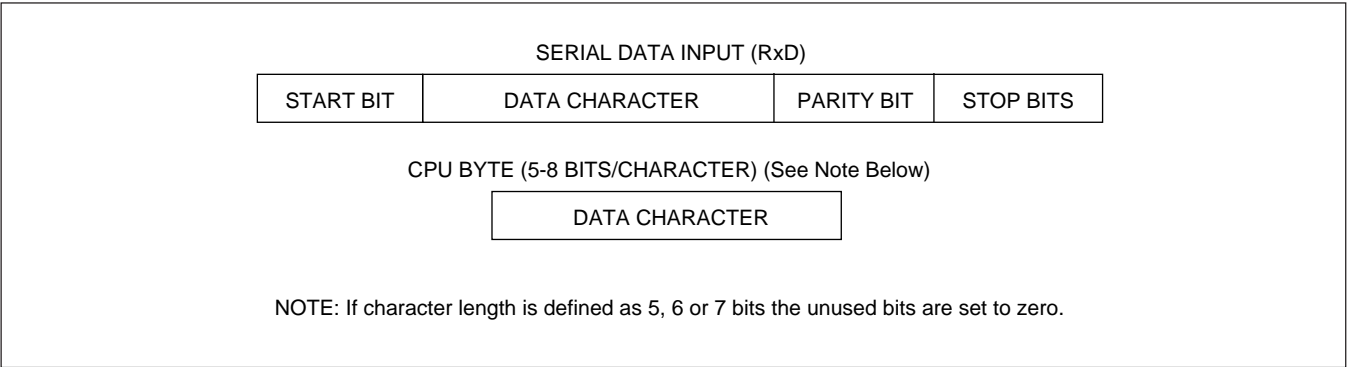 SERIAL DATA INPUT (RxD)
START BIT DATA CHARACTER PARITY BIT STOP BITS
CPU BYTE (5-8 BITS/CHARACTER) (See Note Below)
DATA CHARACTER
NOTE: If character length is defined as 5, 6 or 7 bits the unused bits are set to zero.